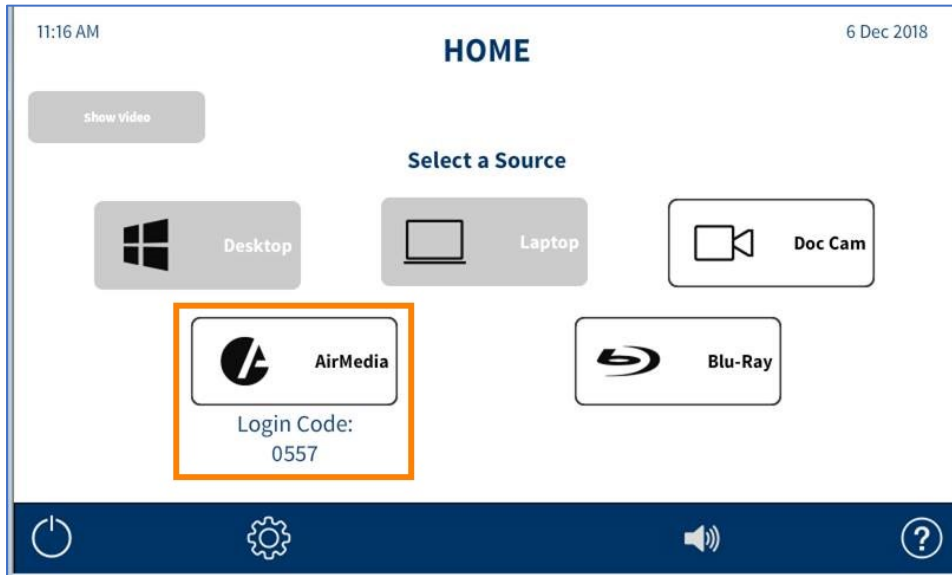 11:16 AM
HOME
6 Dec 2018
Show Video
Select a Source
Desktop
Laptop
Doc Cam
AirMedia
Blu-Ray
Login Code:
0557
?